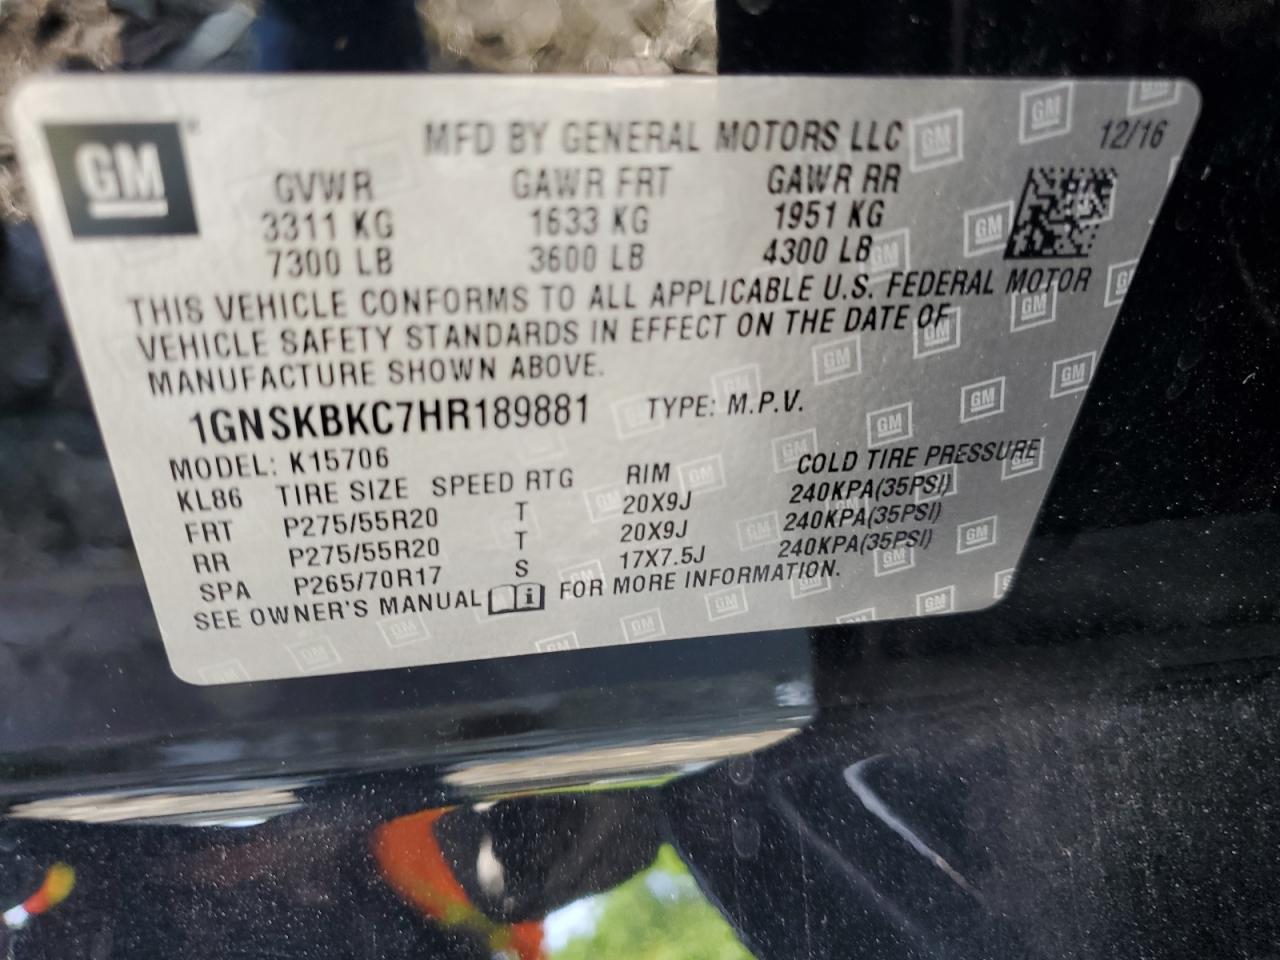 GM
MFD BY GENERAL MOTORS LLC 12/16
GVWR GAWR FRT GAWR RR
3311 KG 1633 KG 1951 KG
7300 LB 3600 LB 4300 LB
THIS VEHICLE CONFORMS TO ALL APPLICABLE U.S. FEDERAL MOTOR
VEHICLE SAFETY STANDARDS IN EFFECT ON THE DATE OF
MANUFACTURE SHOWN ABOVE.
1GNSKBKC7HR189881 TYPE: M.P.V.
MODEL: K15706
KL86 TIRE SIZE SPEED RTG RIM COLD TIRE PRESSURE
FRT P275/55R20 T 20X9J 240KPA(35PSI)
RR P275/55R20 T 20X9J 240KPA(35PSI)
SPA P265/70R17 S 17X7.5J 240KPA(35PSI)
SEE OWNER'S MANUAL i FOR MORE INFORMATION.